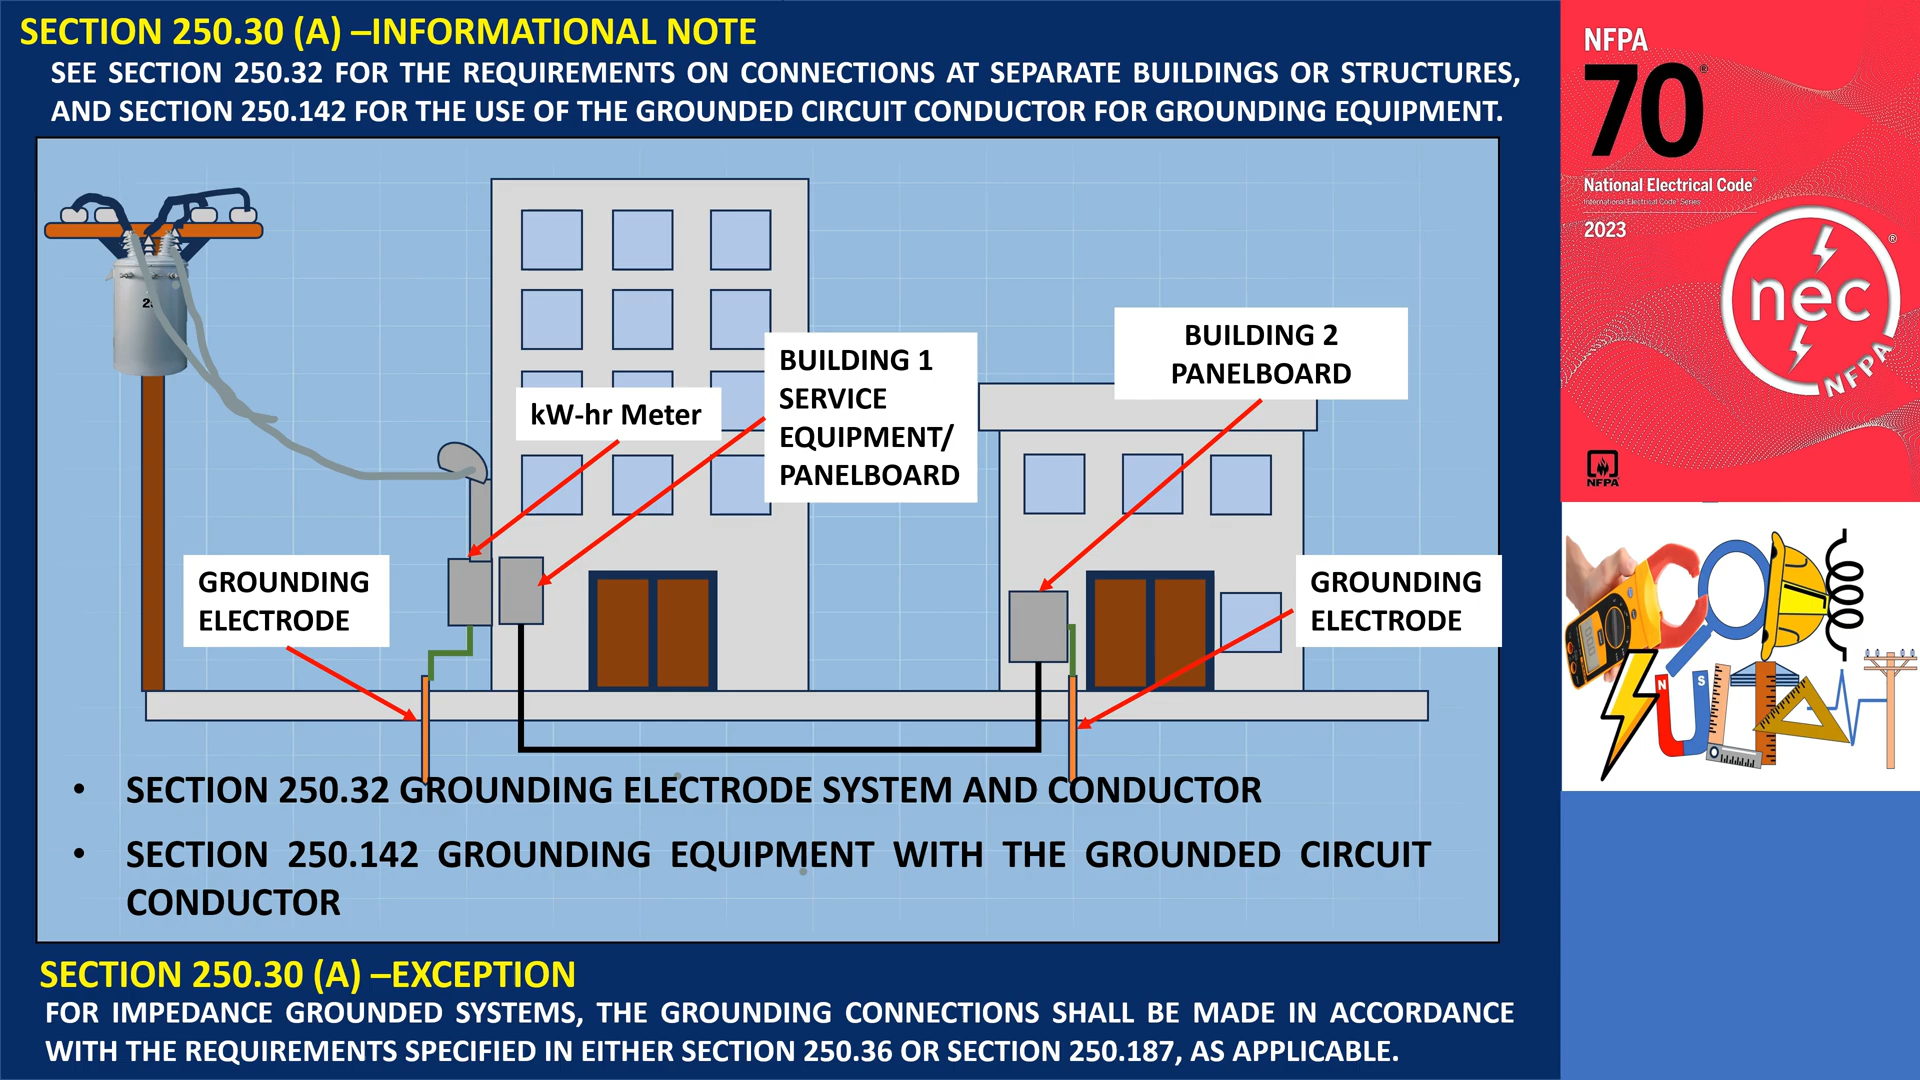 SECTION 250.30 (A) –INFORMATIONAL NOTE
SEE SECTION 250.32 FOR THE REQUIREMENTS ON CONNECTIONS AT SEPARATE BUILDINGS OR STRUCTURES,
AND SECTION 250.142 FOR THE USE OF THE GROUNDED CIRCUIT CONDUCTOR FOR GROUNDING EQUIPMENT.
BUILDING 2
PANELBOARD
BUILDING 1
SERVICE
EQUIPMENT/
PANELBOARD
kW-hr Meter
GROUNDING
ELECTRODE
GROUNDING
ELECTRODE
• SECTION 250.32 GROUNDING ELECTRODE SYSTEM AND CONDUCTOR
• SECTION 250.142 GROUNDING EQUIPMENT WITH THE GROUNDED CIRCUIT
CONDUCTOR
SECTION 250.30 (A) –EXCEPTION
FOR IMPEDANCE GROUNDED SYSTEMS, THE GROUNDING CONNECTIONS SHALL BE MADE IN ACCORDANCE
WITH THE REQUIREMENTS SPECIFIED IN EITHER SECTION 250.36 OR SECTION 250.187, AS APPLICABLE.
NFPA
70®
National Electrical Code®
International Electrical Code® Series
2023
nec®
NFPA
NFPA
N S